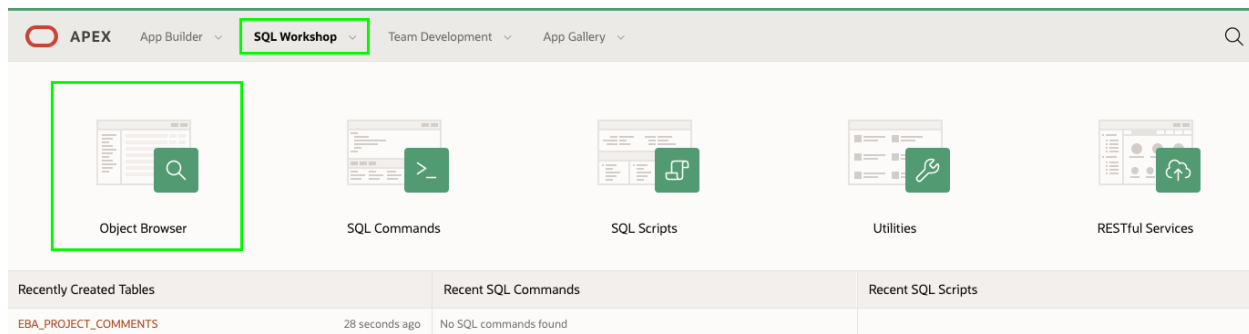 APEX App Builder SQL Workshop Team Development App Gallery
>_
Object Browser SQL Commands SQL Scripts Utilities RESTful Services
Recently Created Tables Recent SQL Commands Recent SQL Scripts
EBA_PROJECT_COMMENTS 28 seconds ago No SQL commands found